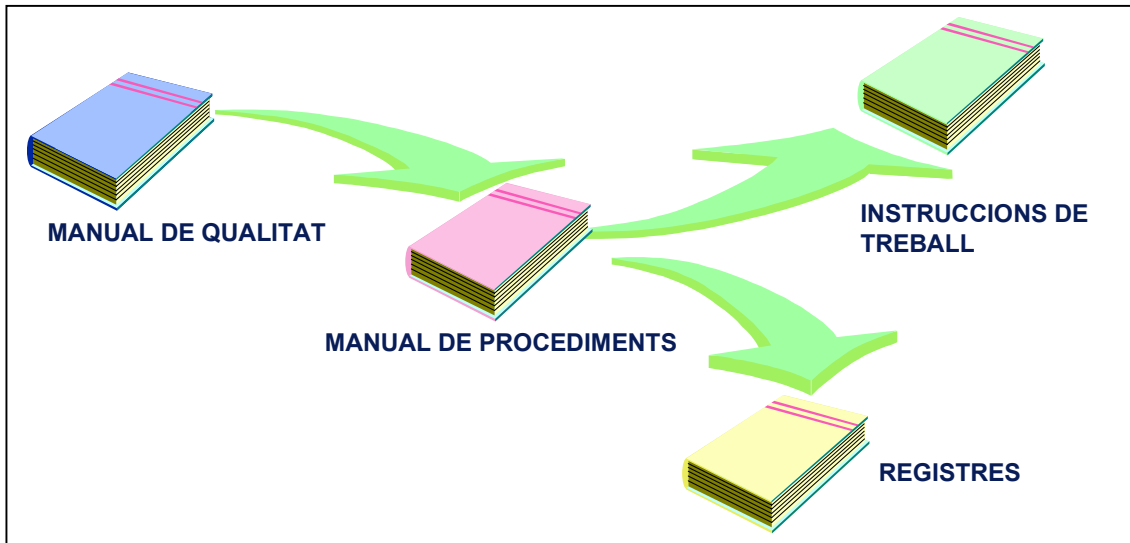 MANUAL DE QUALITAT
MANUAL DE PROCEDIMENTS
INSTRUCCIONS DE
TREBALL
REGISTRES